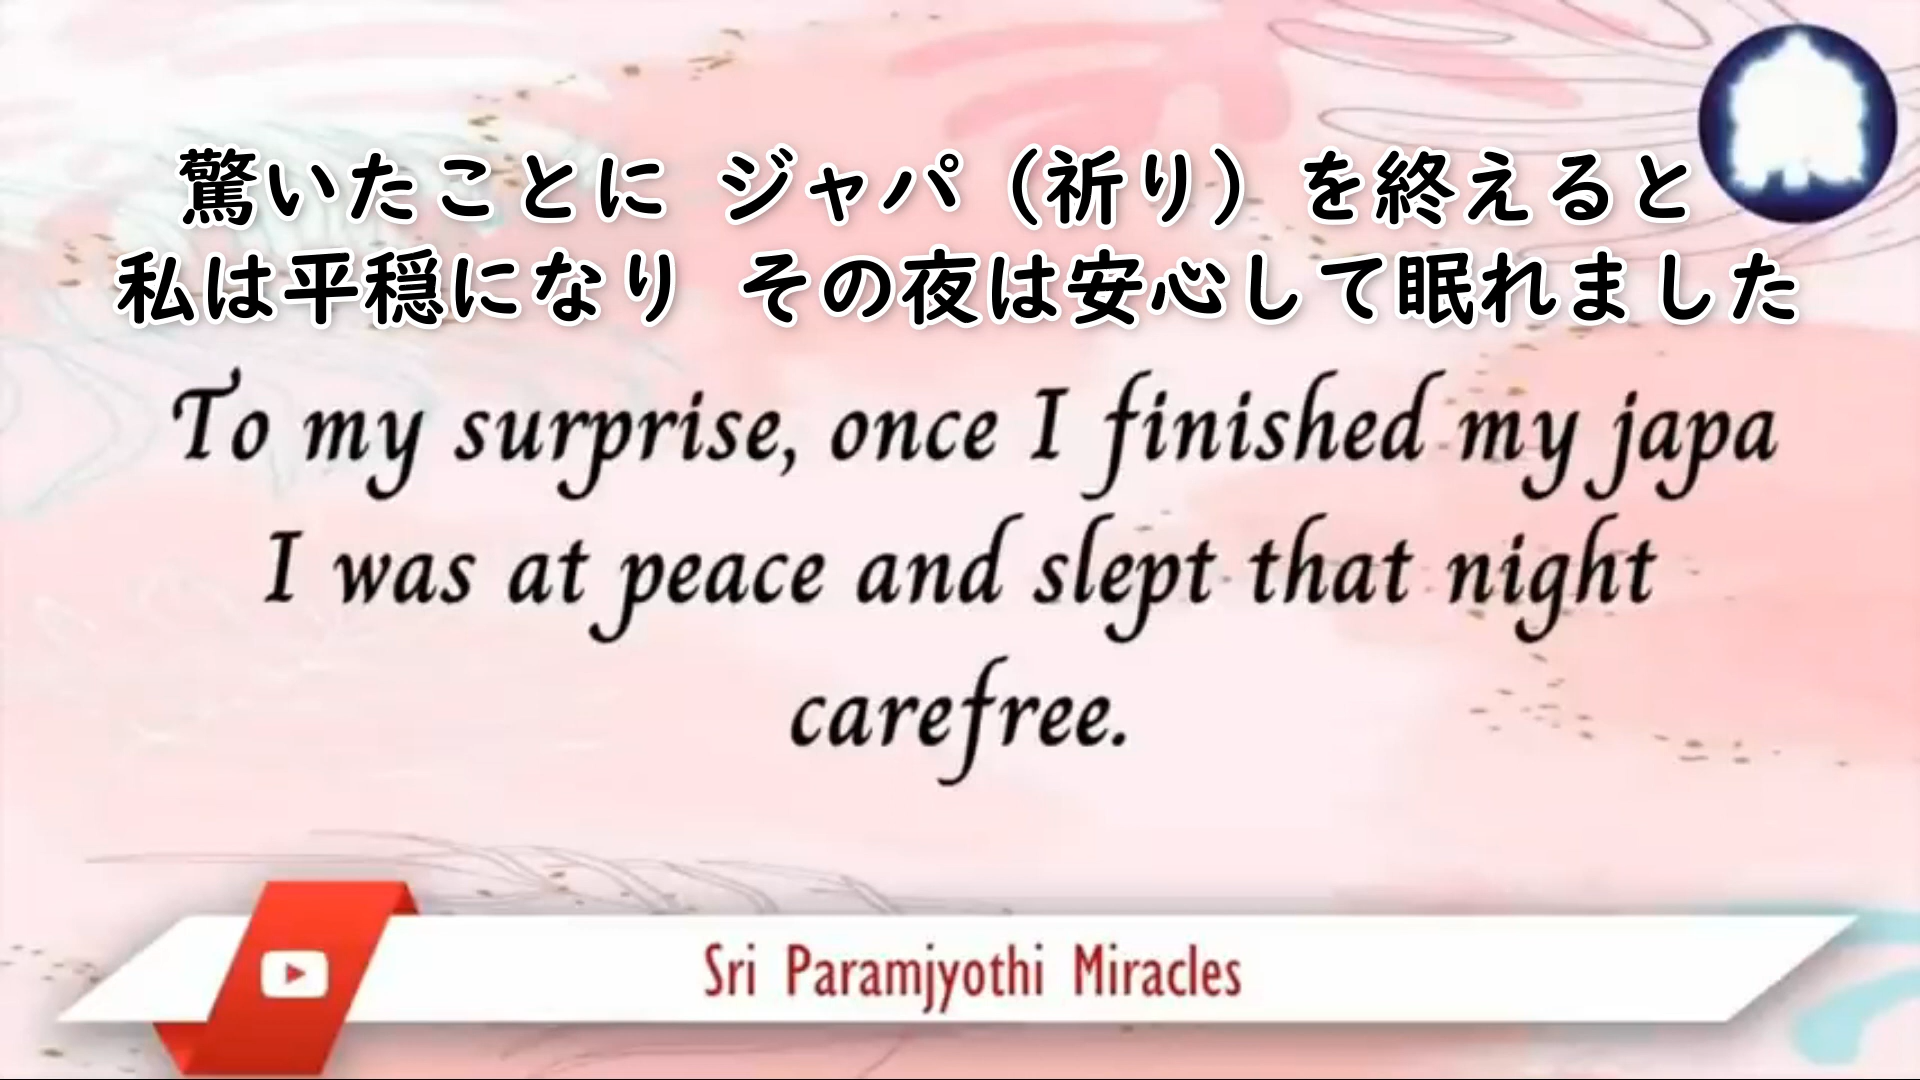 驚いたことに ジャパ（祈り）を終えると
私は平穏になり その夜は安心して眠れました
To my surprise, once I finished my japa
I was at peace and slept that night
carefree.
Sri Paramjyothi Miracles